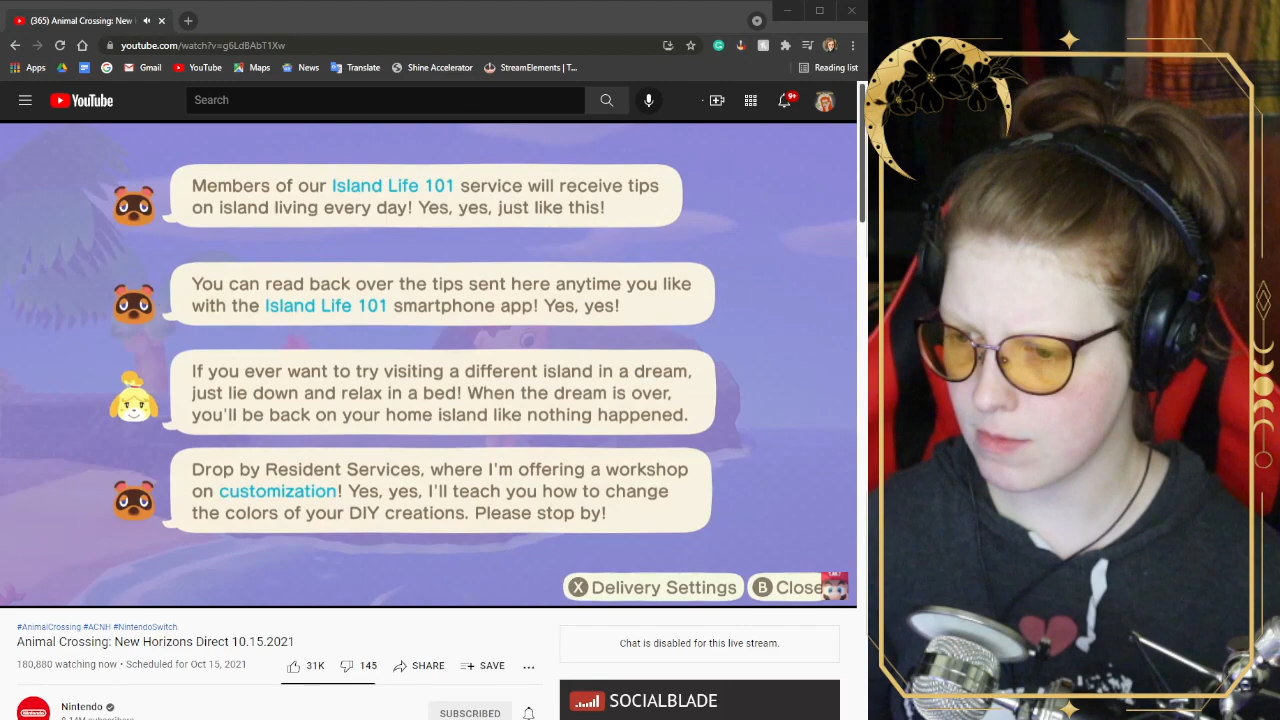 (365) Animal Crossing: New
youtube.com/watch?v=g6LdBAbT1Xw
Apps
Gmail
YouTube
Maps
News
Translate
Shine Accelerator
StreamElements | T...
Reading list
YouTube
Search
9+
Members of our Island Life 101 service will receive tips
on island living every day! Yes, yes, just like this!
You can read back over the tips sent here anytime you like
with the Island Life 101 smartphone app! Yes, yes!
If you ever want to try visiting a different island in a dream,
just lie down and relax in a bed! When the dream is over,
you'll be back on your home island like nothing happened.
Drop by Resident Services, where I'm offering a workshop
on customization! Yes, yes, I'll teach you how to change
the colors of your DIY creations. Please stop by!
X Delivery Settings B Close
#AnimalCrossing #ACNH #NintendoSwitch
Animal Crossing: New Horizons Direct 10.15.2021
180,880 watching now • Scheduled for Oct 15, 2021
31K
145
SHARE
SAVE
Chat is disabled for this live stream.
Nintendo
SUBSCRIBED
SOCIALBLADE